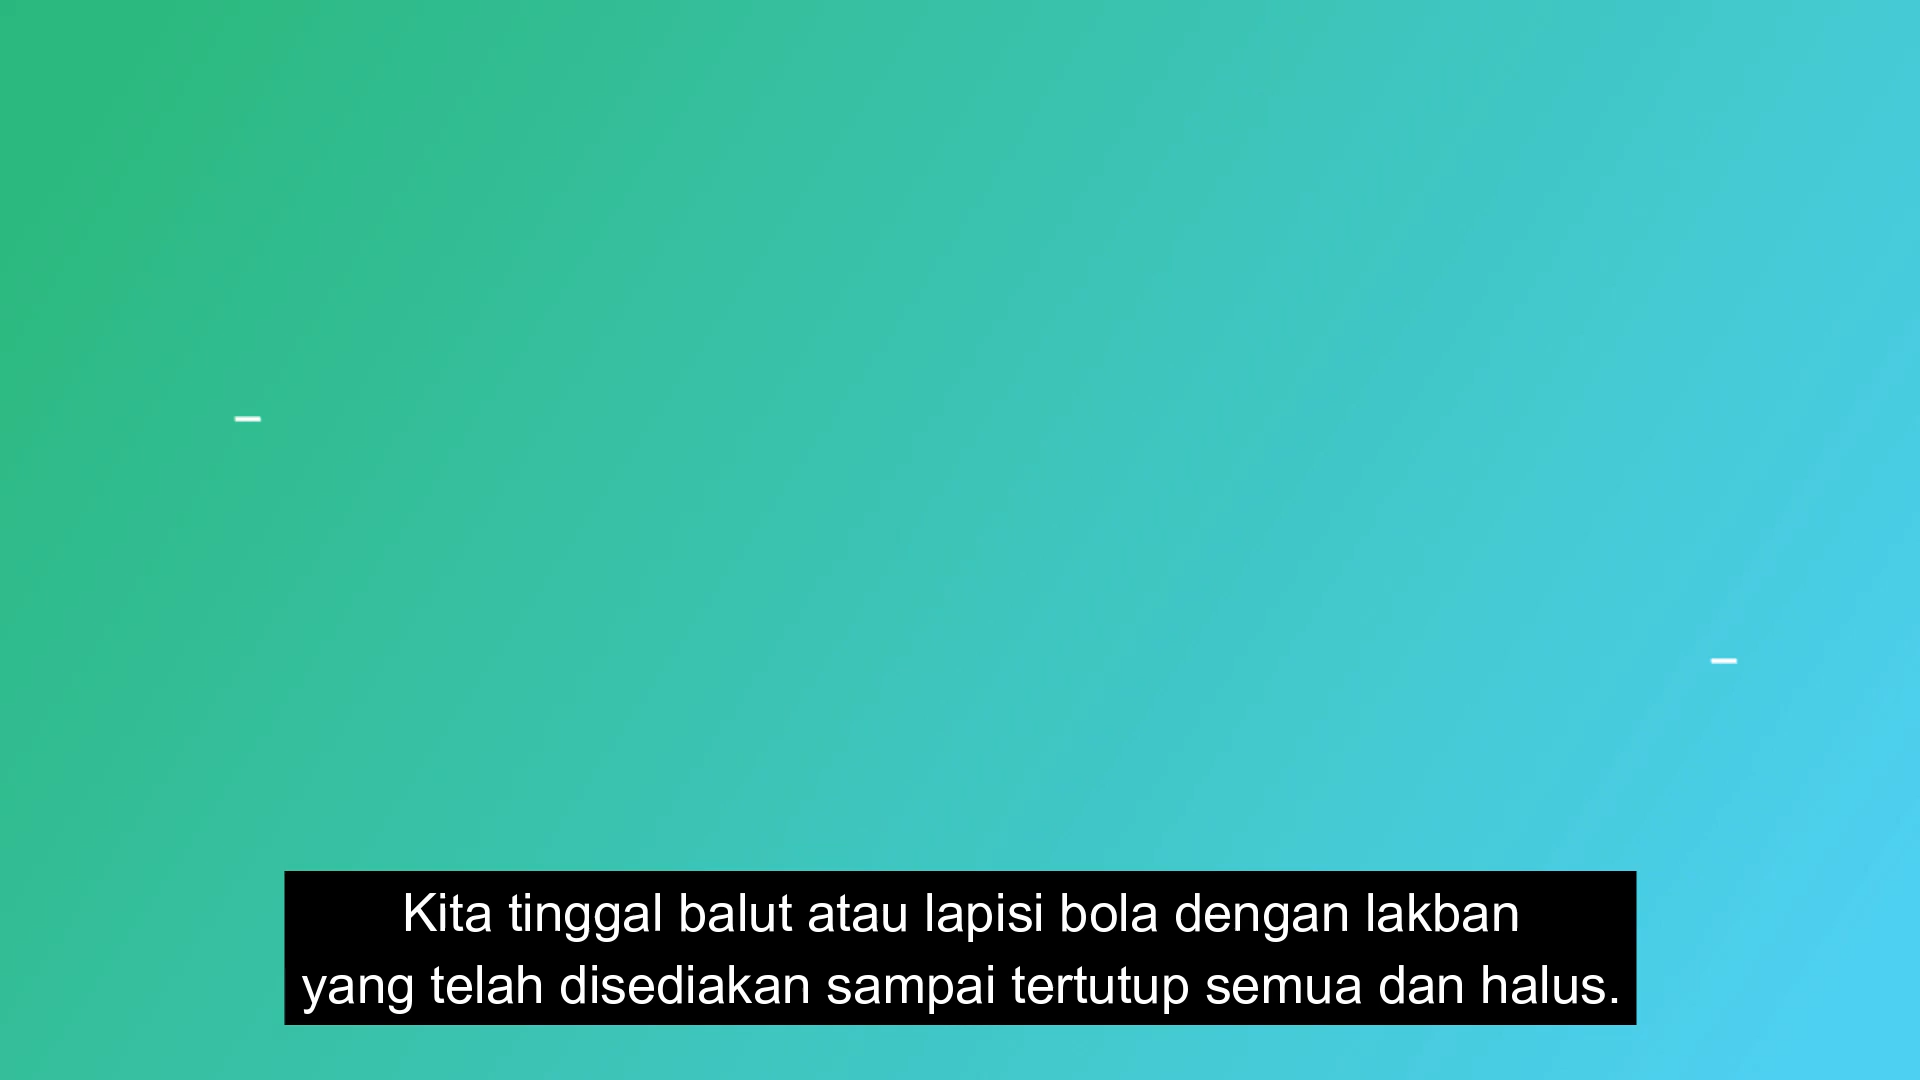 Kita tinggal balut atau lapisi bola dengan lakban
yang telah disediakan sampai tertutup semua dan halus.